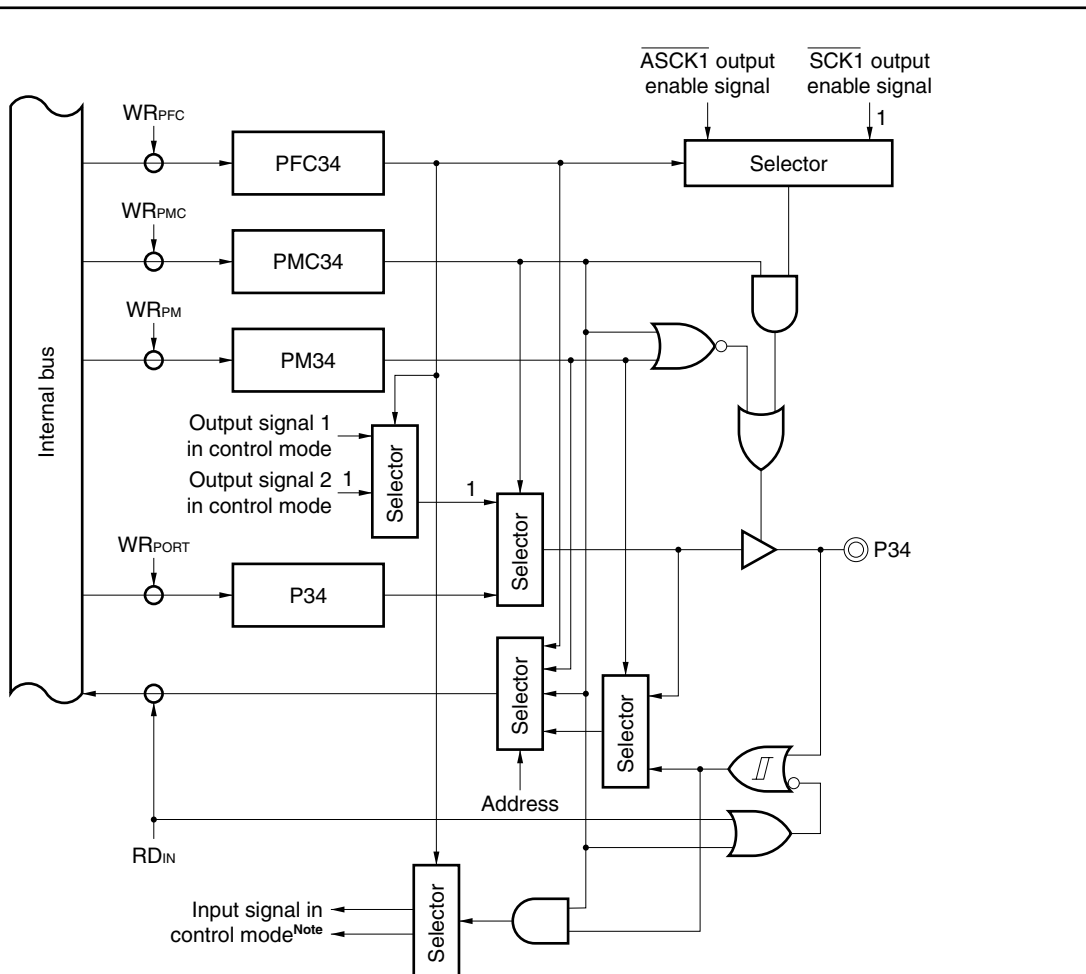 ASCK1 output
enable signal
SCK1 output
enable signal
1
WRPFC
PFC34
Selector
WRPMC
PMC34
WRPM
PM34
Internal bus
Output signal 1
in control mode
Output signal 2
in control mode
1
Selector
1
Selector
P34
WRPORT
P34
Selector
Selector
Address
RDIN
Input signal in
control modeNote
Selector